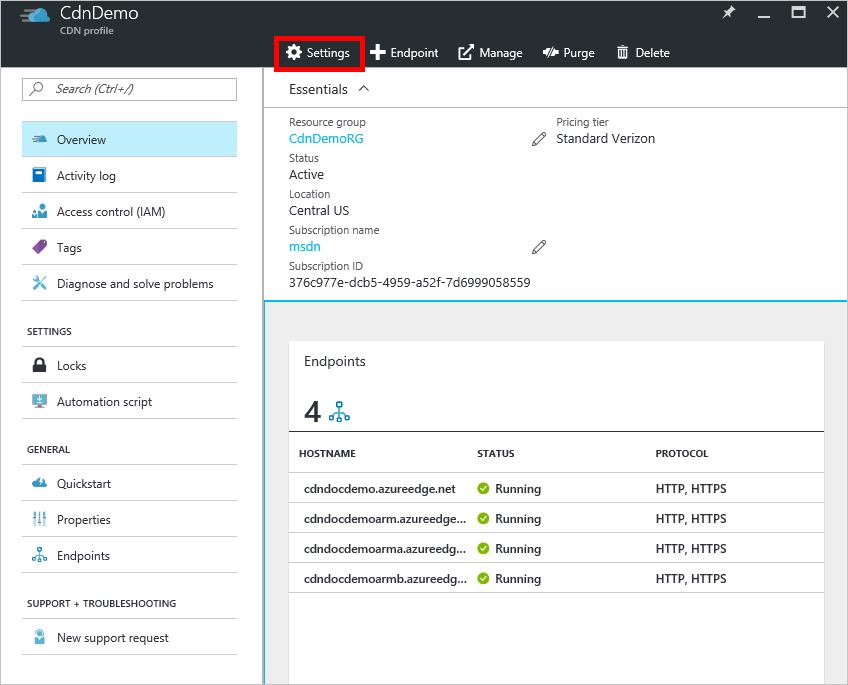 CdnDemo
CDN profile
Settings Endpoint Manage Purge Delete
Search (Ctrl+/)
Overview
Activity log
Access control (IAM)
Tags
Diagnose and solve problems
SETTINGS
Locks
Automation script
GENERAL
Quickstart
Properties
Endpoints
SUPPORT + TROUBLESHOOTING
New support request
Essentials
Resource group Pricing tier
CdnDemoRG Standard Verizon
Status
Active
Location
Central US
Subscription name
msdn
Subscription ID
376c977e-dcb5-4959-a52f-7d6999058559
Endpoints
4
HOSTNAME STATUS PROTOCOL
cdndocdemo.azureedge.net Running HTTP, HTTPS
cdndocdemoarm.azureedge... Running HTTP, HTTPS
cdndocdemoarma.azureedg... Running HTTP, HTTPS
cdndocdemoarmb.azureedg... Running HTTP, HTTPS